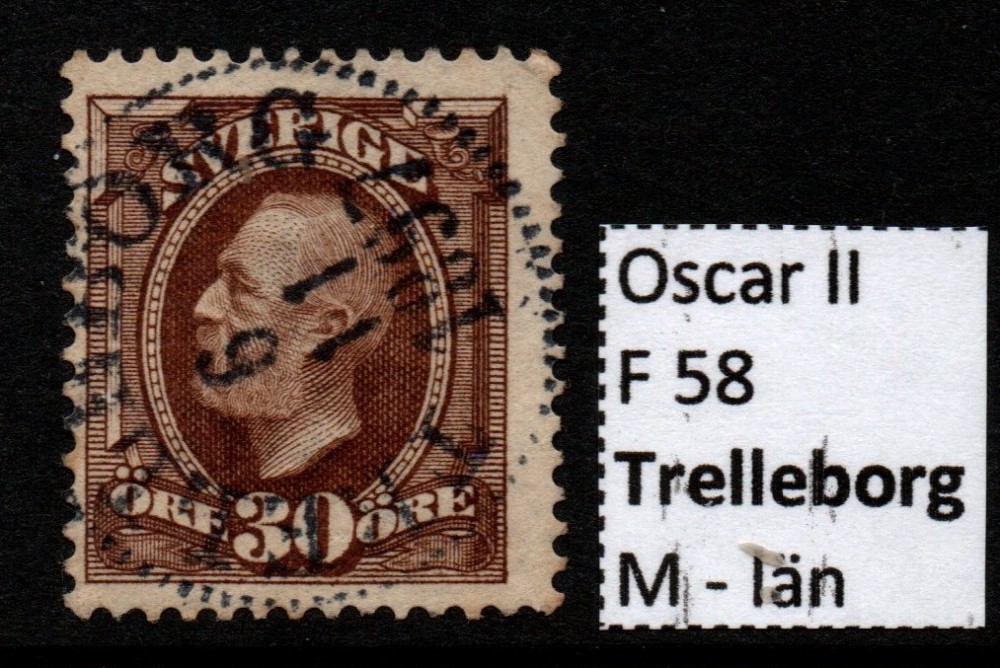 SVERIGE
ÖRE 30 ÖRE
Oscar II
F 58
Trelleborg
M - län